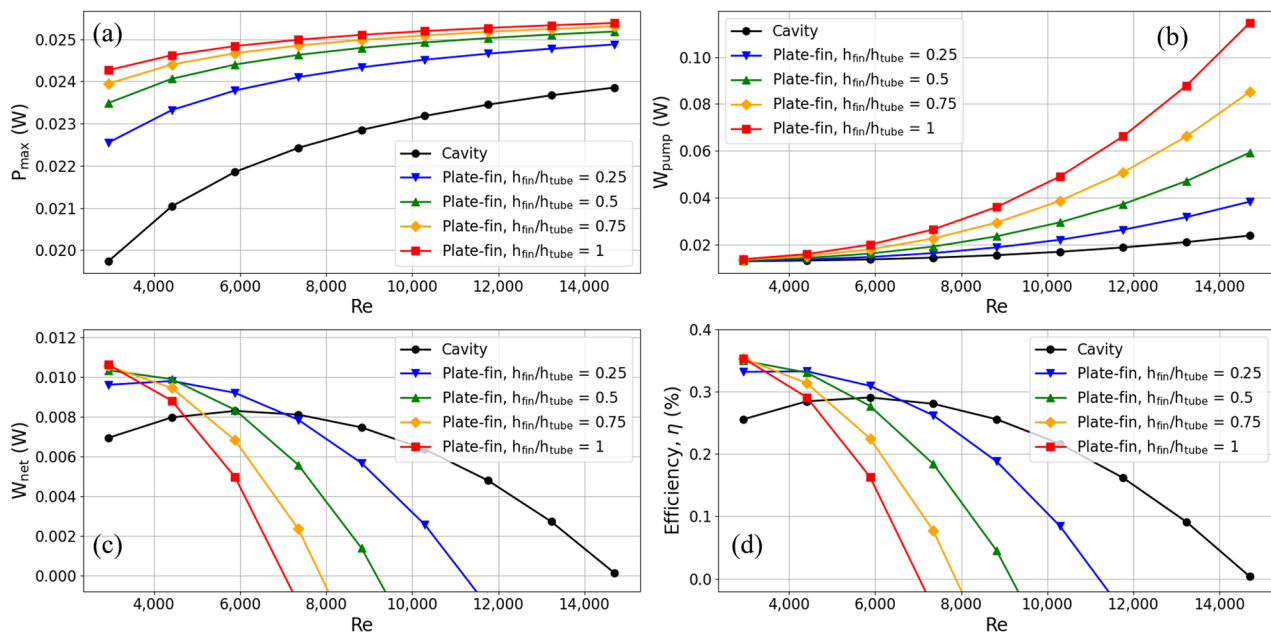 (a)
0.025
0.024
0.023
0.022
0.021
0.020
P_max (W)
Cavity
Plate-fin, h_fin/h_tube = 0.25
Plate-fin, h_fin/h_tube = 0.5
Plate-fin, h_fin/h_tube = 0.75
Plate-fin, h_fin/h_tube = 1
4,000 6,000 8,000 10,000 12,000 14,000
Re
(b)
0.10
0.08
0.06
0.04
0.02
W_pump (W)
Cavity
Plate-fin, h_fin/h_tube = 0.25
Plate-fin, h_fin/h_tube = 0.5
Plate-fin, h_fin/h_tube = 0.75
Plate-fin, h_fin/h_tube = 1
4,000 6,000 8,000 10,000 12,000 14,000
Re
(c)
0.012
0.010
0.008
0.006
0.004
0.002
0.000
W_net (W)
Cavity
Plate-fin, h_fin/h_tube = 0.25
Plate-fin, h_fin/h_tube = 0.5
Plate-fin, h_fin/h_tube = 0.75
Plate-fin, h_fin/h_tube = 1
4,000 6,000 8,000 10,000 12,000 14,000
Re
(d)
0.4
0.3
0.2
0.1
0.0
Efficiency, η (%)
Cavity
Plate-fin, h_fin/h_tube = 0.25
Plate-fin, h_fin/h_tube = 0.5
Plate-fin, h_fin/h_tube = 0.75
Plate-fin, h_fin/h_tube = 1
4,000 6,000 8,000 10,000 12,000 14,000
Re